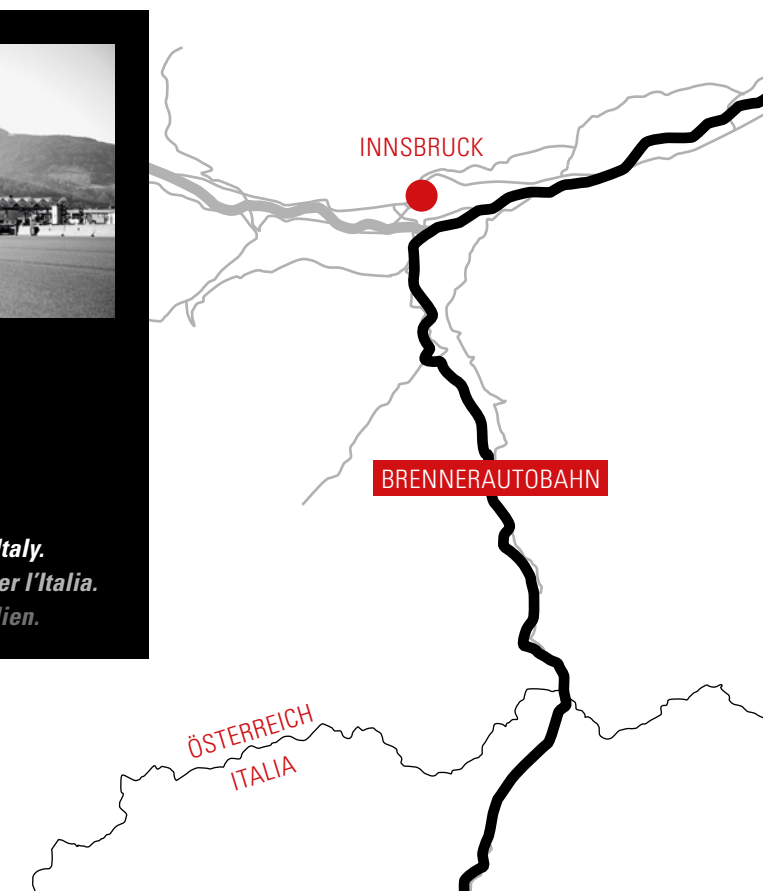 INNSBRUCK
BRENNERAUTOBAHN
Italy.
er l’Italia.
lien.
ÖSTERREICH
ITALIA